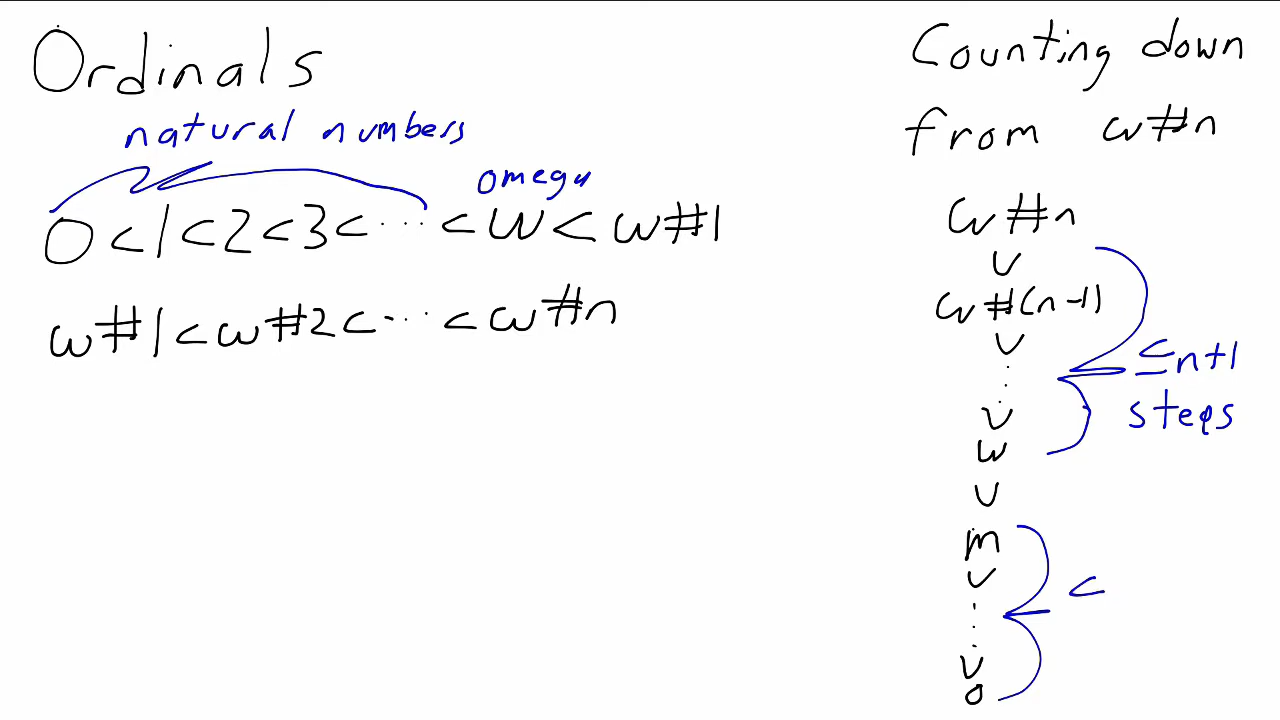 Ordinals
natural numbers
omega
0 < 1 < 2 < 3 < ... < w < w#1
w#1 < w#2 < ... < w#n
Counting down
from w#n
w#n
v
w#(n-1)
v
⋮
v
w
v
m
v
⋮
v
0
≤ n+1
steps
<